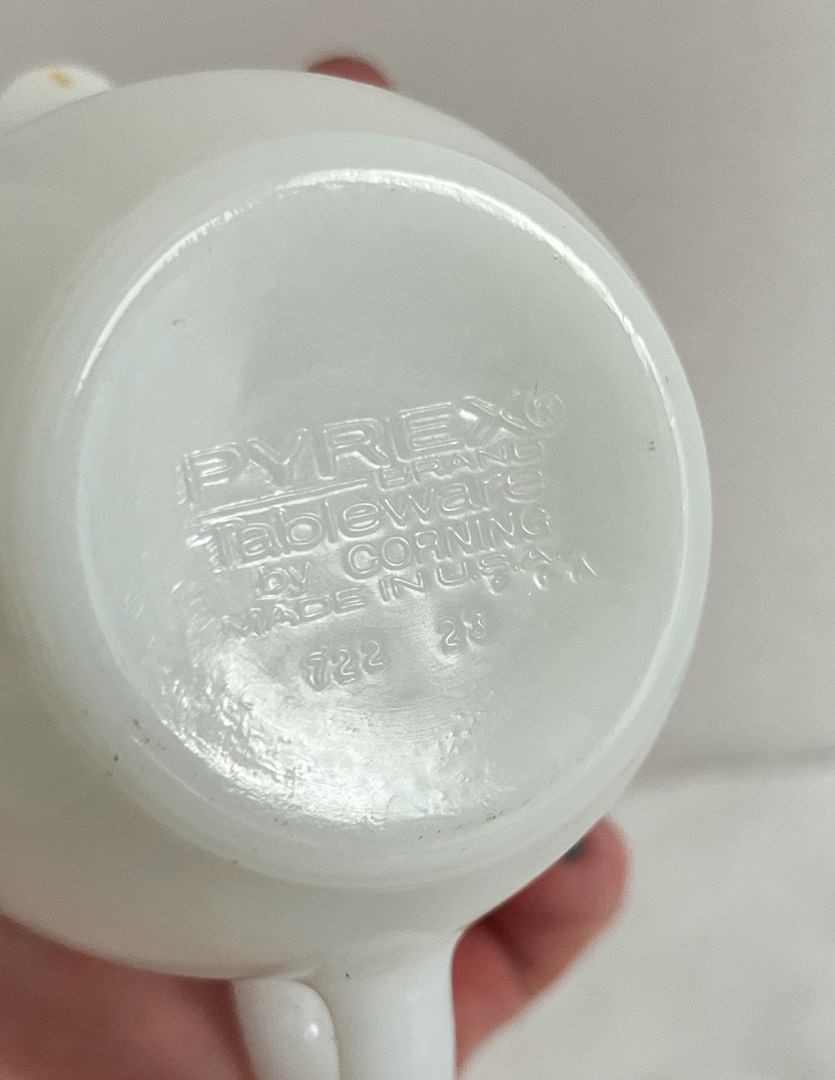 PYREX®
BRAND
Tableware
by CORNING
MADE IN U.S.A.
722 23